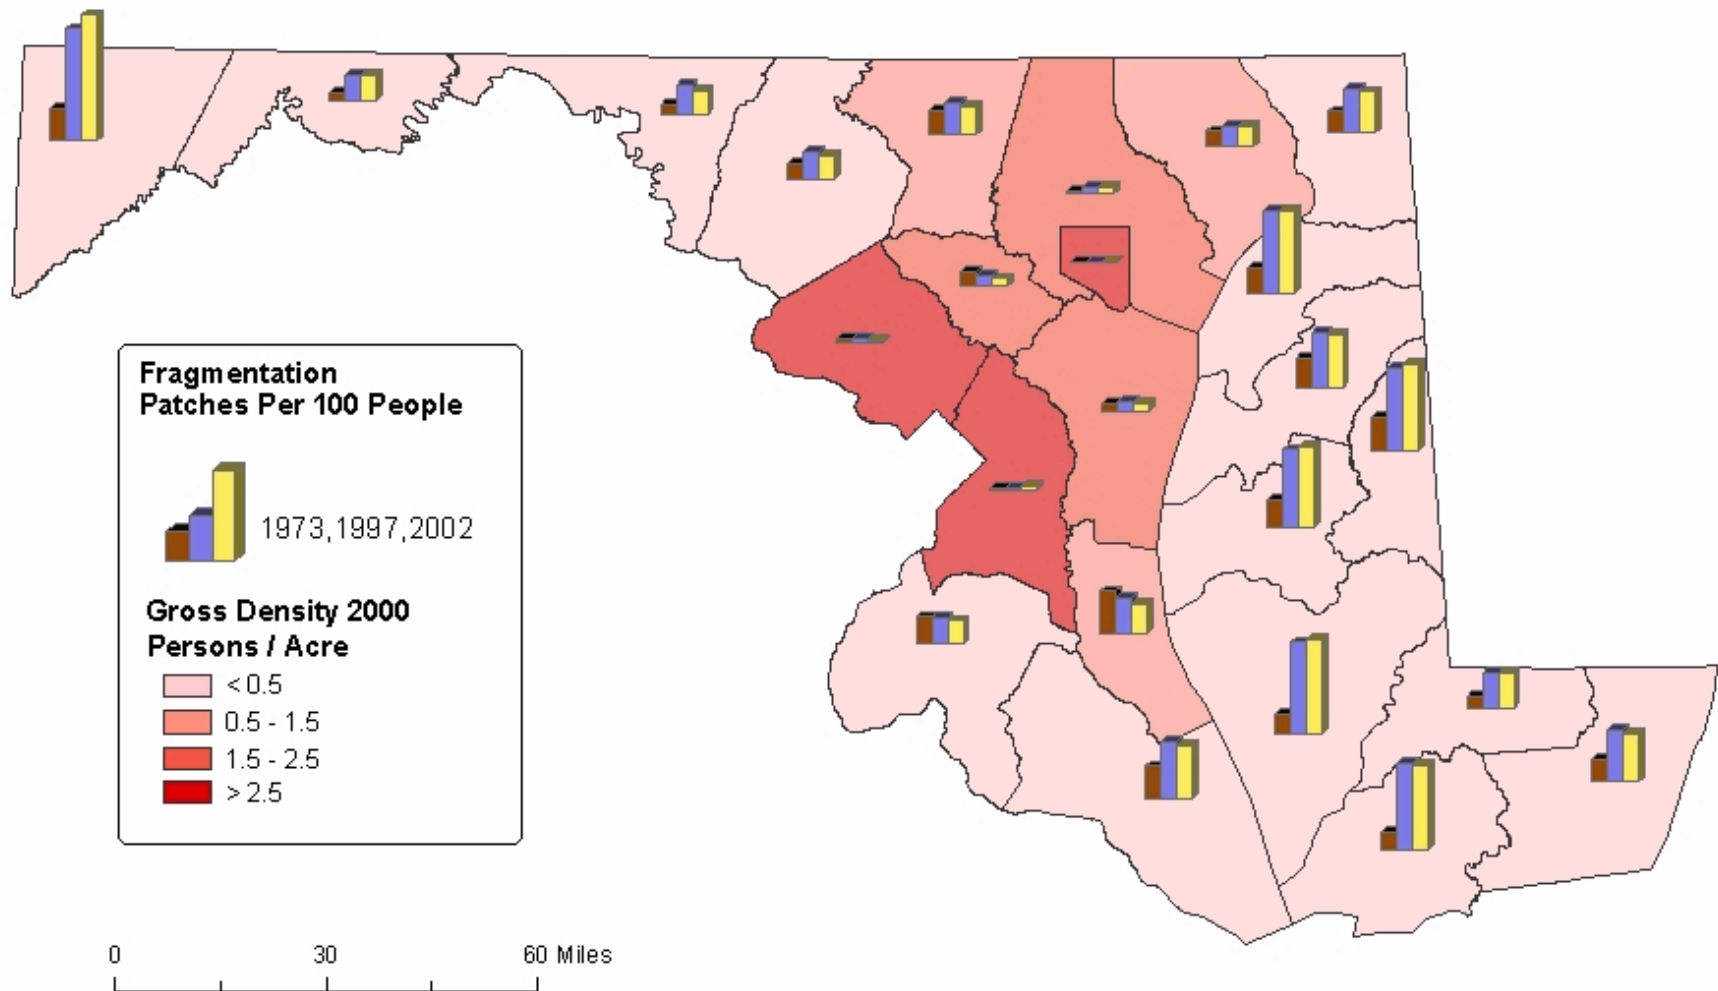 Fragmentation
Patches Per 100 People
1973,1997,2002
Gross Density 2000
Persons / Acre
< 0.5
0.5 - 1.5
1.5 - 2.5
> 2.5
0 30 60 Miles